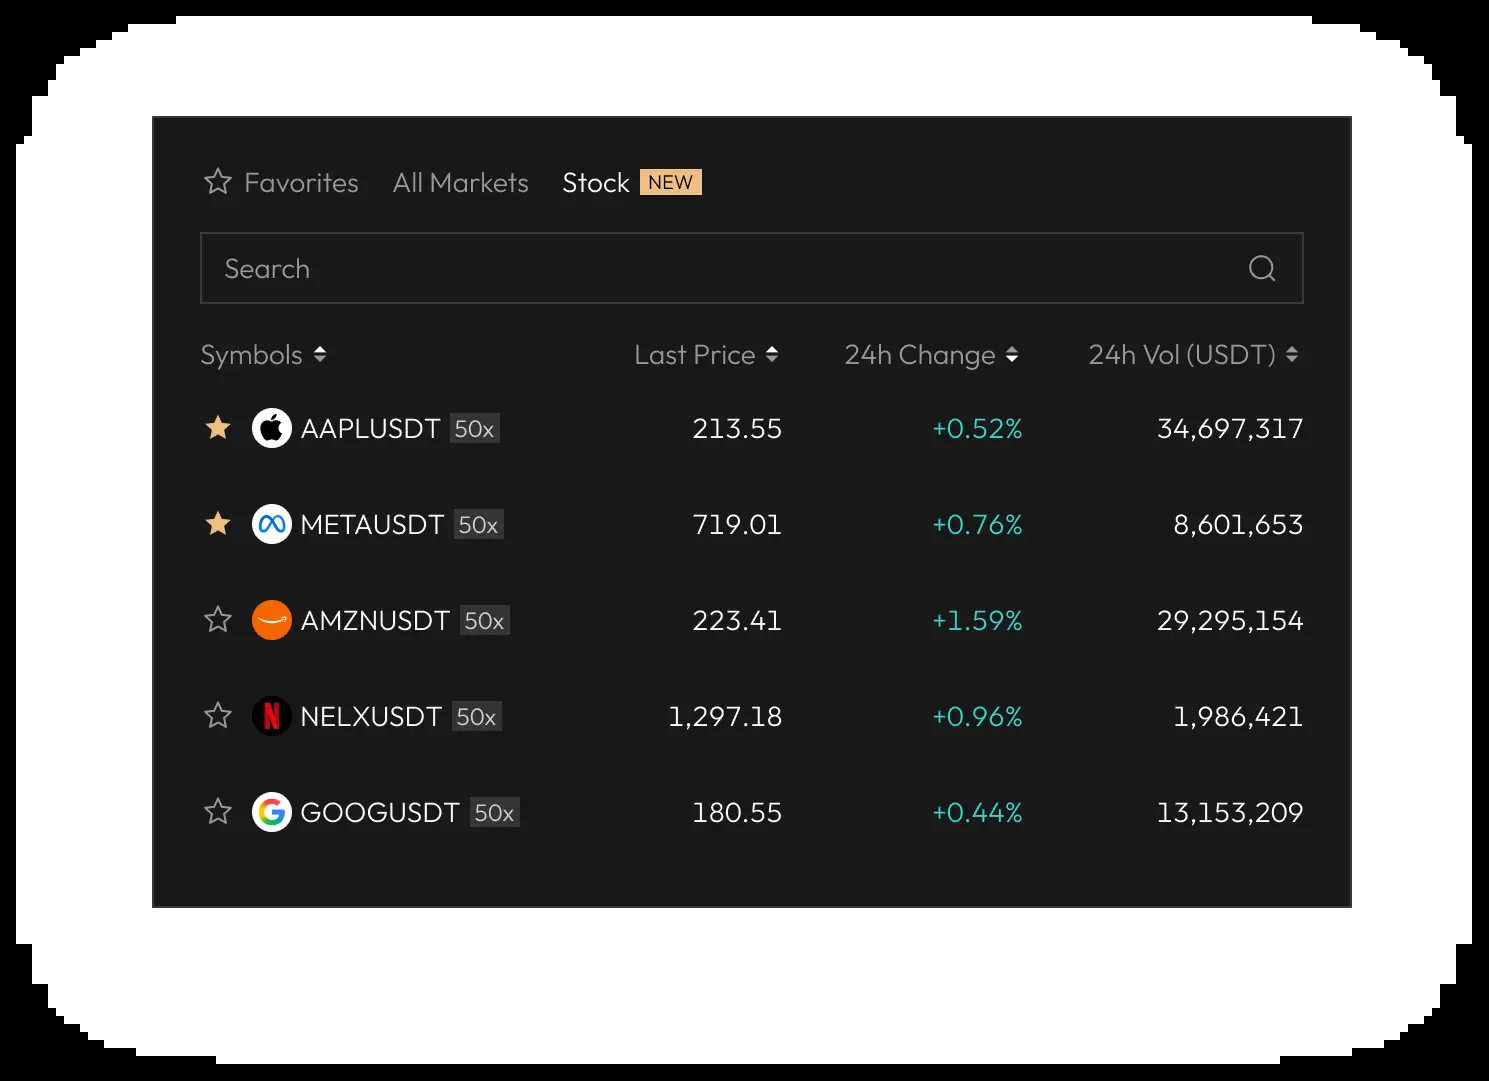 Favorites All Markets Stock NEW
Search
Symbols Last Price 24h Change 24h Vol (USDT)
AAPLUSDT 50x 213.55 +0.52% 34,697,317
METAUSDT 50x 719.01 +0.76% 8,601,653
AMZNUSDT 50x 223.41 +1.59% 29,295,154
NELXUSDT 50x 1,297.18 +0.96% 1,986,421
GOOGUSDT 50x 180.55 +0.44% 13,153,209